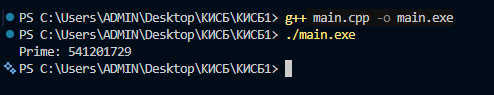 PS C:\Users\ADMIN\Desktop\КИСБ\КИСБ1> g++ main.cpp -o main.exe
PS C:\Users\ADMIN\Desktop\КИСБ\КИСБ1> ./main.exe
Prime: 541201729
PS C:\Users\ADMIN\Desktop\КИСБ\КИСБ1>